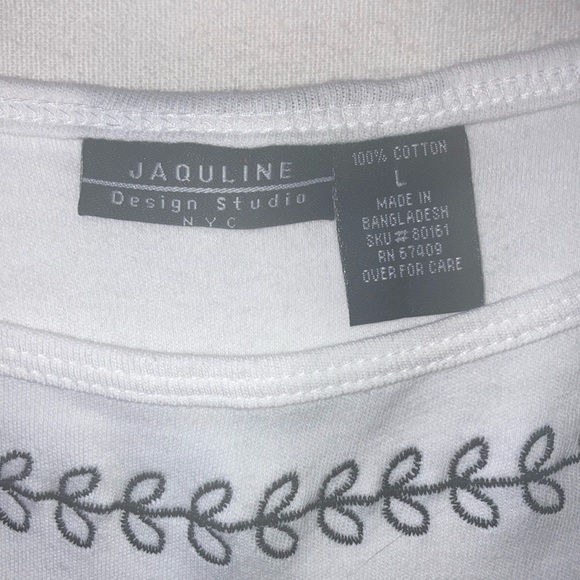 JAQULINE
Design Studio
NYC
100% COTTON
L
MADE IN
BANGLADESH
SKU# 80161
RN 67409
OVER FOR CARE